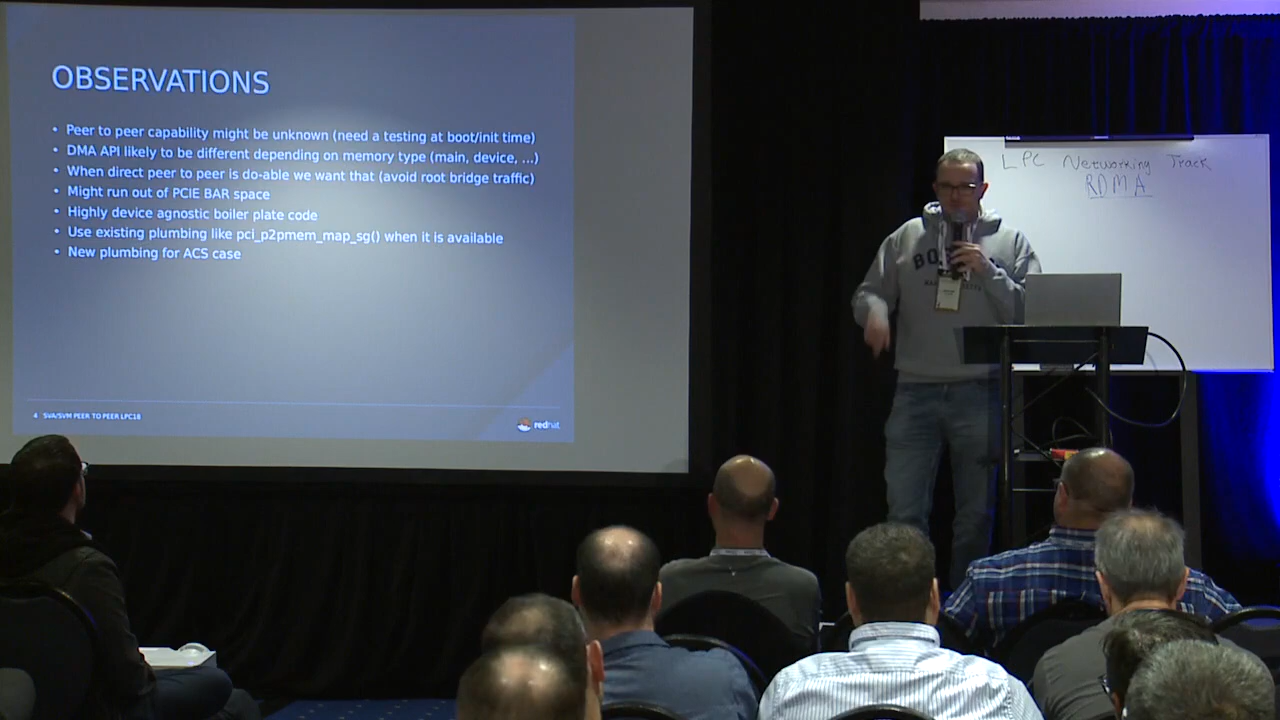 OBSERVATIONS
• Peer to peer capability might be unknown (need a testing at boot/init time)
• DMA API likely to be different depending on memory type (main, device, ...)
• When direct peer to peer is do-able we want that (avoid root bridge traffic)
• Might run out of PCIE BAR space
• Highly device agnostic boiler plate code
• Use existing plumbing like pci_p2pmem_map_sg() when it is available
• New plumbing for ACS case
4 SVA/SVM PEER TO PEER LPC18
redhat
LPC Networking Track
RDMA